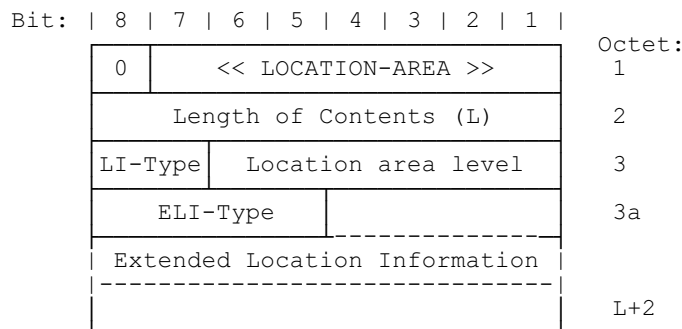 Bit: | 8 | 7 | 6 | 5 | 4 | 3 | 2 | 1 |
Octet:
0 << LOCATION-AREA >> 1
Length of Contents (L) 2
LI-Type Location area level 3
ELI-Type 3a
Extended Location Information
L+2